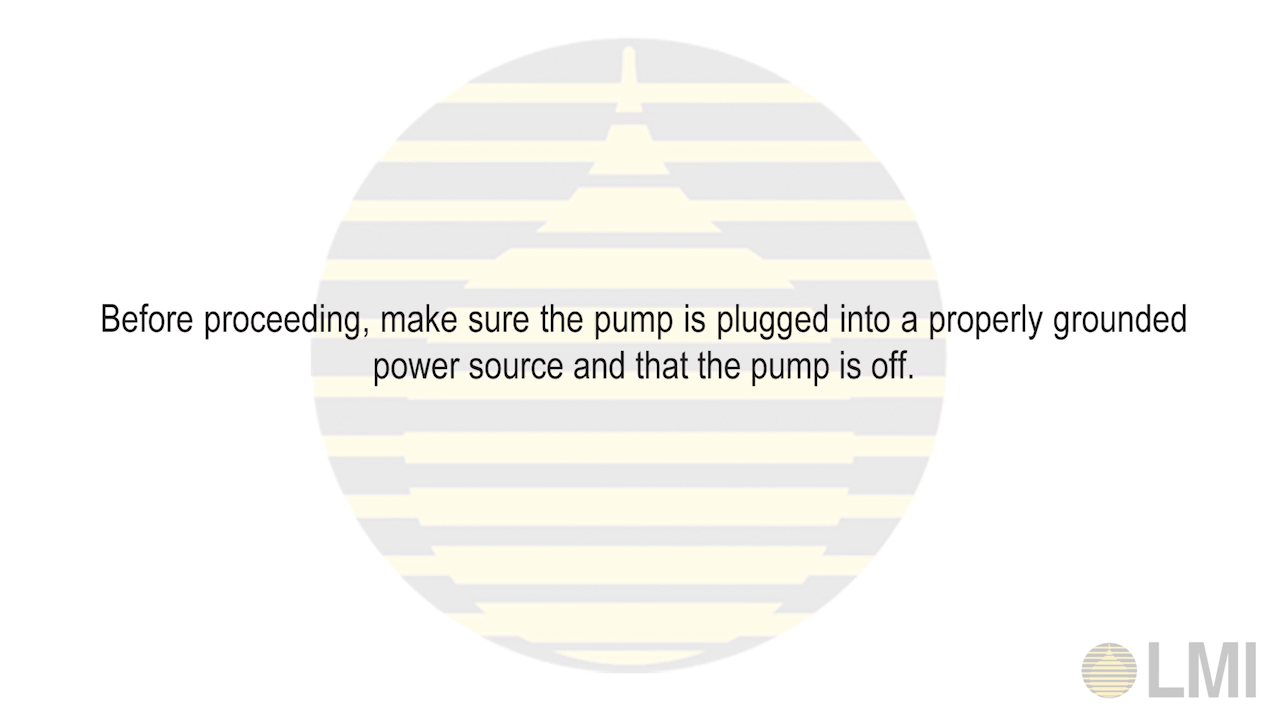 Before proceeding, make sure the pump is plugged into a properly grounded
power source and that the pump is off.
LMI